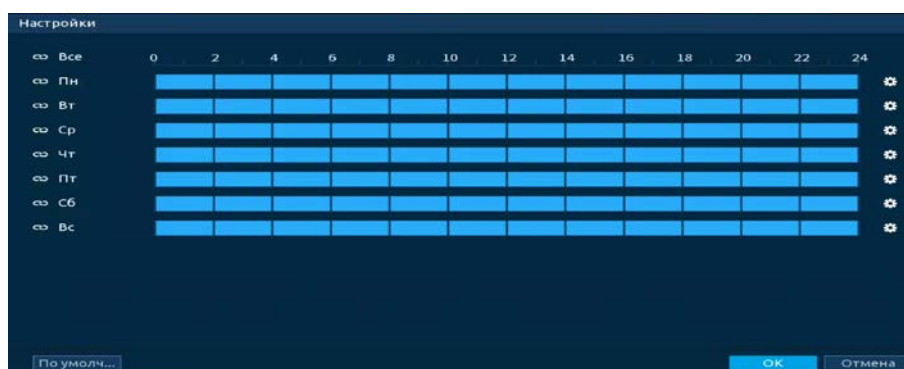 Настройки
Все 0 2 4 6 8 10 12 14 16 18 20 22 24
Пн
Вт
Ср
Чт
Пт
Сб
Вс
По умолч... OK Отмена